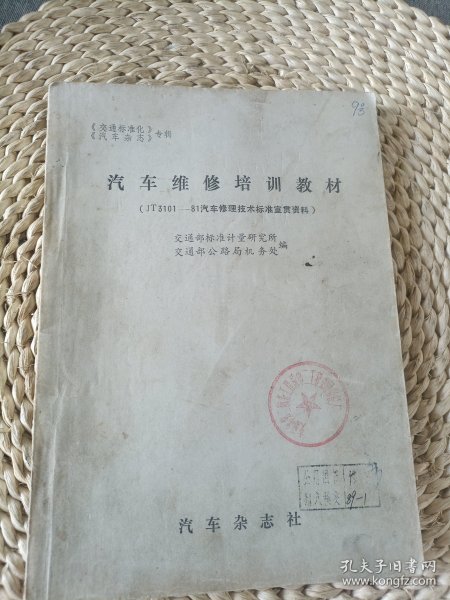 93
《交通标准化》
《汽车杂志》
专辑
汽车维修培训教材
(JT3101—81汽车修理技术标准宣贯资料)
交通部标准计量研究所
交通部公路局机务处
编
89-1
汽车杂志社
孔夫子旧书网
www.kongfz.com